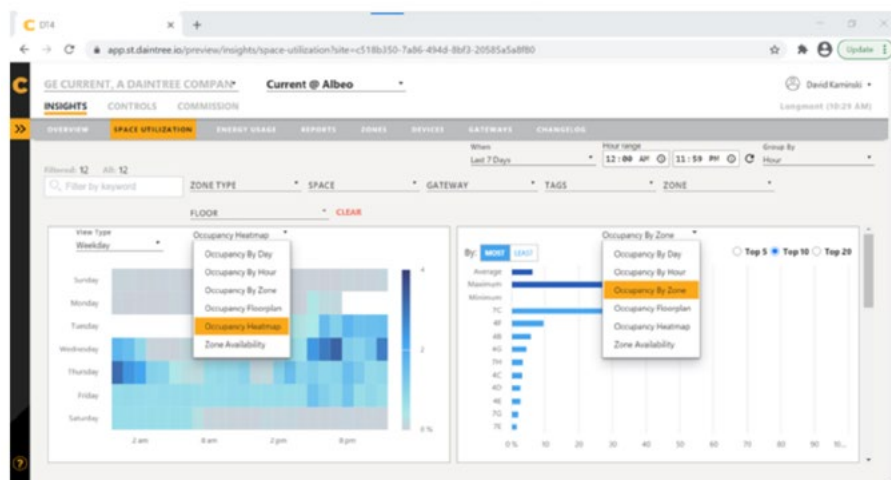 DT4
app.st.daintree.io/preview/insights/space-utilization?site=c518b350-7a86-494d-8bf3-20585a5a8f80
Update
GE CURRENT, A DAINTREE COMPAN
Current @ Albeo
David Kaminski
INSIGHTS
CONTROLS
COMMISSION
Longmont (10:29 AM)
OVERVIEW
SPACE UTILIZATION
ENERGY USAGE
REPORTS
ZONES
DEVICES
GATEWAYS
CHANGELOG
When
Hour range
Group By
Last 7 Days
12:00 AM
11:59 PM
Hour
Filtered: 12 All: 12
Filter by keyword
ZONE TYPE
SPACE
GATEWAY
TAGS
ZONE
FLOOR
CLEAR
View Type
Weekday
Occupancy Heatmap
Occupancy By Day
Occupancy By Hour
Occupancy By Zone
Occupancy Floorplan
Occupancy Heatmap
Zone Availability
Sunday
Monday
Tuesday
Wednesday
Thursday
Friday
Saturday
2 am
8 am
2 pm
8 pm
4
2
0 %
Occupancy By Zone
By: MOST LEAST
Top 5 Top 10 Top 20
Occupancy By Day
Occupancy By Hour
Occupancy By Zone
Occupancy Floorplan
Occupancy Heatmap
Zone Availability
Average
Maximum
Minimum
7C
4F
4B
4G
7H
4C
4D
4E
7G
7E
0 %
10
20
30
40
50
60
70
80
90
10...